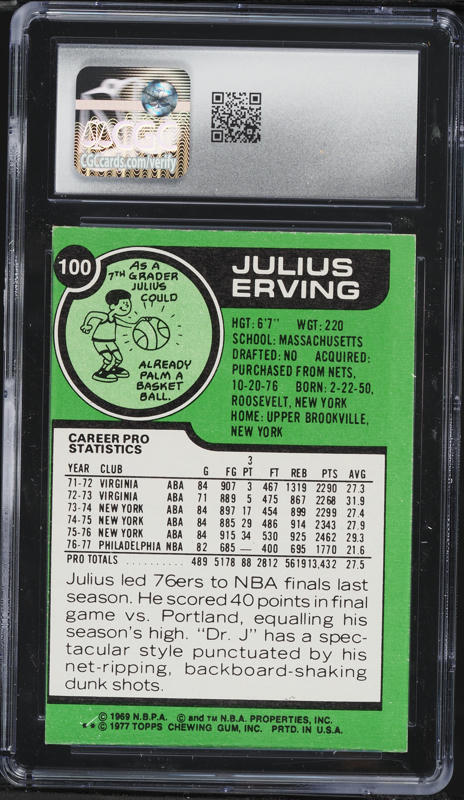 CGC
CGCcards.com/verify
100
AS A
7TH GRADER
JULIUS
COULD
ALREADY
PALM A
BASKET
BALL.
JULIUS
ERVING
HGT: 6'7" WGT: 220
SCHOOL: MASSACHUSETTS
DRAFTED: NO ACQUIRED:
PURCHASED FROM NETS,
10-20-76 BORN: 2-22-50,
ROOSEVELT, NEW YORK
HOME: UPPER BROOKVILLE,
NEW YORK
CAREER PRO
STATISTICS
3
YEAR CLUB G FG PT FT REB PTS AVG
71-72 VIRGINIA ABA 84 907 3 467 1319 2290 27.3
72-73 VIRGINIA ABA 71 889 5 475 867 2268 31.9
73-74 NEW YORK ABA 84 897 17 454 899 2299 27.4
74-75 NEW YORK ABA 84 885 29 486 914 2343 27.9
75-76 NEW YORK ABA 84 915 34 530 925 2462 29.3
76-77 PHILADELPHIA NBA 82 685 — 400 695 1770 21.6
PRO TOTALS .......... 489 5178 88 2812 5619 13,432 27.5
Julius led 76ers to NBA finals last
season. He scored 40 points in final
game vs. Portland, equalling his
season's high. "Dr. J" has a spec-
tacular style punctuated by his
net-ripping, backboard-shaking
dunk shots.
© 1969 N.B.P.A. © and TM N.B.A. PROPERTIES, INC.
* * © 1977 TOPPS CHEWING GUM, INC. PRTD. IN U.S.A.